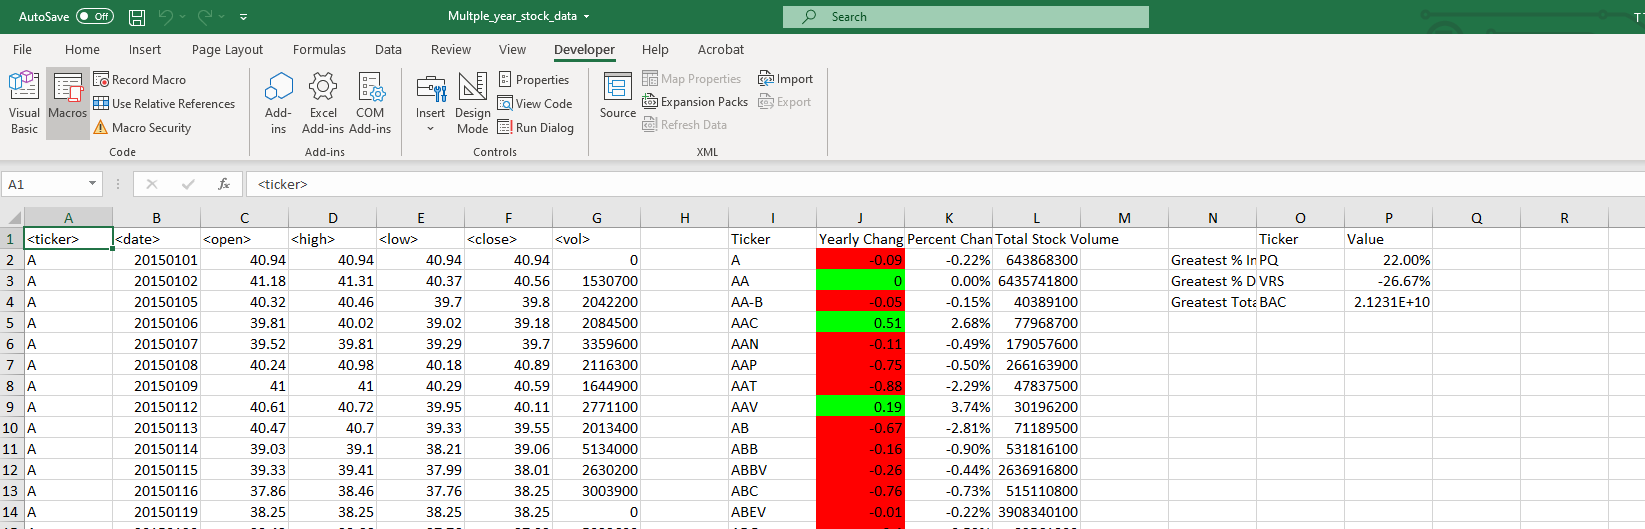 AutoSave Off Multple_year_stock_data Search
File Home Insert Page Layout Formulas Data Review View Developer Help Acrobat
Visual Basic
Macros
Record Macro
Use Relative References
Macro Security
Code
Add-ins
Excel Add-ins
COM Add-ins
Add-ins
Insert
Design Mode
Properties
View Code
Run Dialog
Controls
Source
Map Properties
Expansion Packs
Refresh Data
Import
Export
XML
A1 fx <ticker>
A B C D E F G H I J K L M N O P Q R
1 <ticker> <date> <open> <high> <low> <close> <vol> Ticker Yearly Chang Percent Chan Total Stock Volume Ticker Value
2 A 20150101 40.94 40.94 40.94 40.94 0 A -0.09 -0.22% 643868300 Greatest % In PQ 22.00%
3 A 20150102 41.18 41.31 40.37 40.56 1530700 AA 0 0.00% 6435741800 Greatest % D VRS -26.67%
4 A 20150105 40.32 40.46 39.7 39.8 2042200 AA-B -0.05 -0.15% 40389100 Greatest Tota BAC 2.1231E+10
5 A 20150106 39.81 40.02 39.02 39.18 2084500 AAC 0.51 2.68% 77968700
6 A 20150107 39.52 39.81 39.29 39.7 3359600 AAN -0.11 -0.49% 179057600
7 A 20150108 40.24 40.98 40.18 40.89 2116300 AAP -0.75 -0.50% 266163900
8 A 20150109 41 41 40.29 40.59 1644900 AAT -0.88 -2.29% 47837500
9 A 20150112 40.61 40.72 39.95 40.11 2771100 AAV 0.19 3.74% 30196200
10 A 20150113 40.47 40.7 39.33 39.55 2013400 AB -0.67 -2.81% 71189500
11 A 20150114 39.03 39.1 38.21 39.06 5134000 ABB -0.16 -0.90% 531816100
12 A 20150115 39.33 39.41 37.99 38.01 2630200 ABBV -0.26 -0.44% 2636916800
13 A 20150116 37.86 38.46 37.76 38.25 3003900 ABC -0.76 -0.73% 515110800
14 A 20150119 38.25 38.25 38.25 38.25 0 ABEV -0.01 -0.22% 3908340100